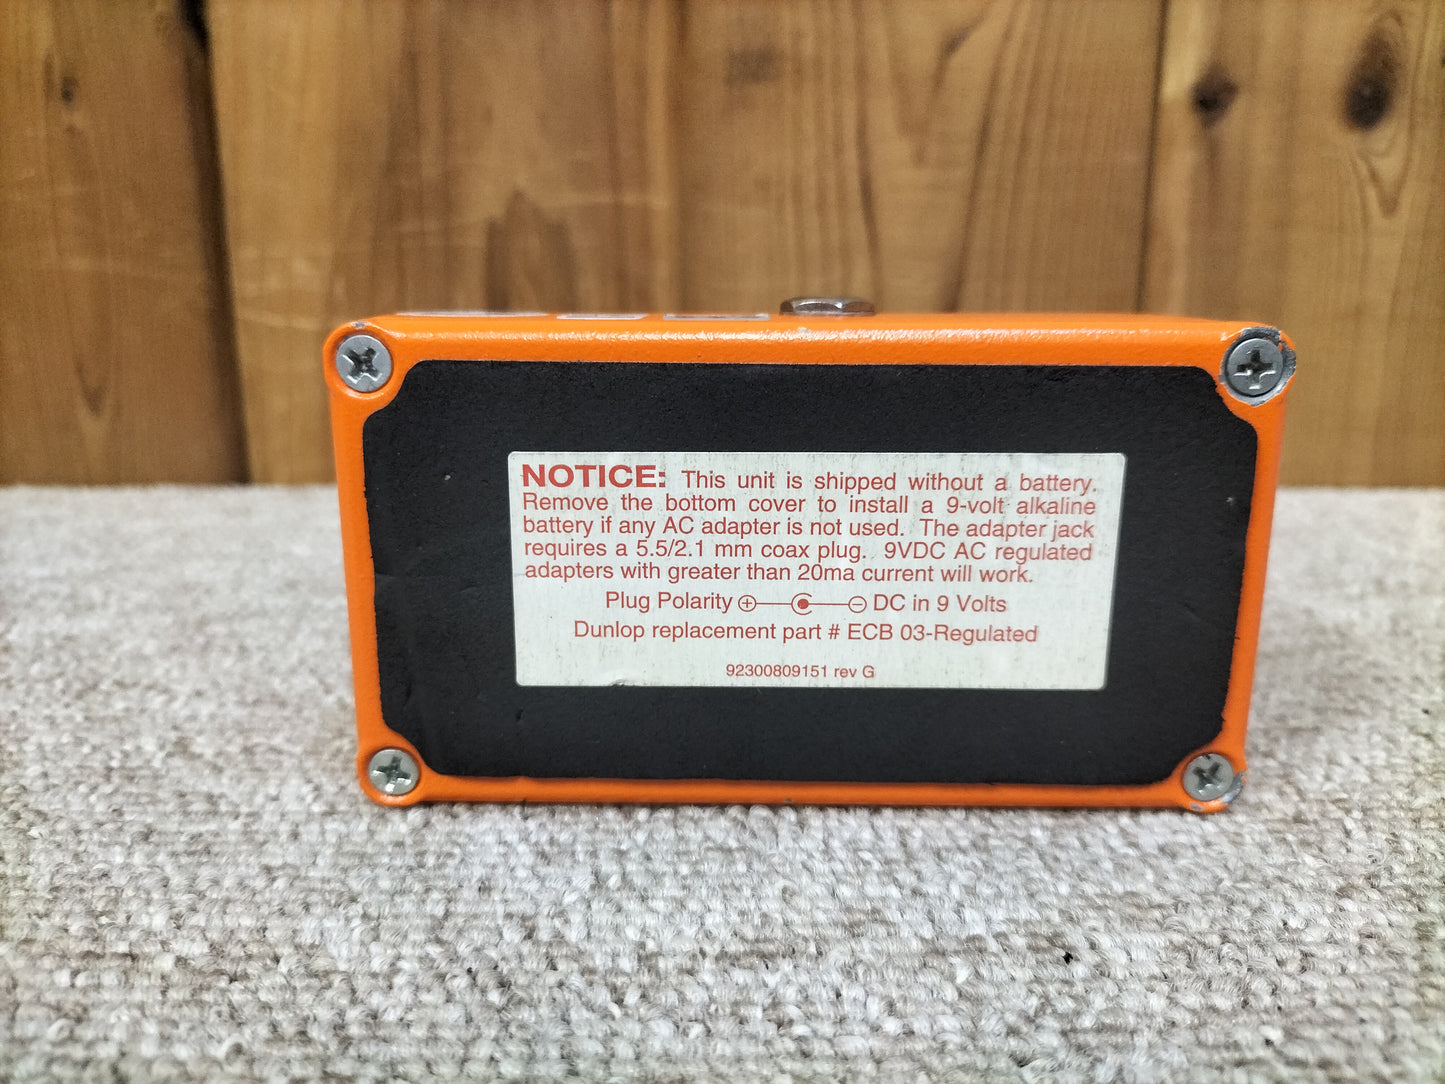 NOTICE: This unit is shipped without a battery.
Remove the bottom cover to install a 9-volt alkaline
battery if any AC adapter is not used. The adapter jack
requires a 5.5/2.1 mm coax plug. 9VDC AC regulated
adapters with greater than 20ma current will work.
Plug Polarity DC in 9 Volts
Dunlop replacement part # ECB 03-Regulated
92300809151 rev G